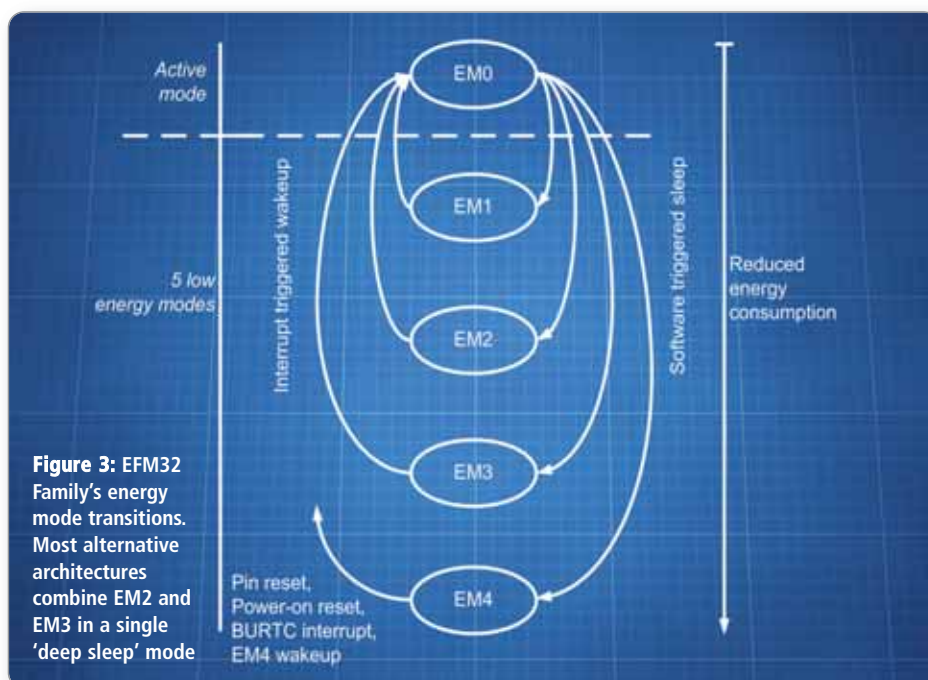 Active
mode
EM0
Interrupt triggered wakeup
EM1
Software triggered sleep
5 low
energy modes
Reduced
energy
consumption
EM2
EM3
EM4
Pin reset,
Power-on reset,
BURTC interrupt,
EM4 wakeup
Figure 3: EFM32
Family's energy
mode transitions.
Most alternative
architectures
combine EM2 and
EM3 in a single
'deep sleep' mode